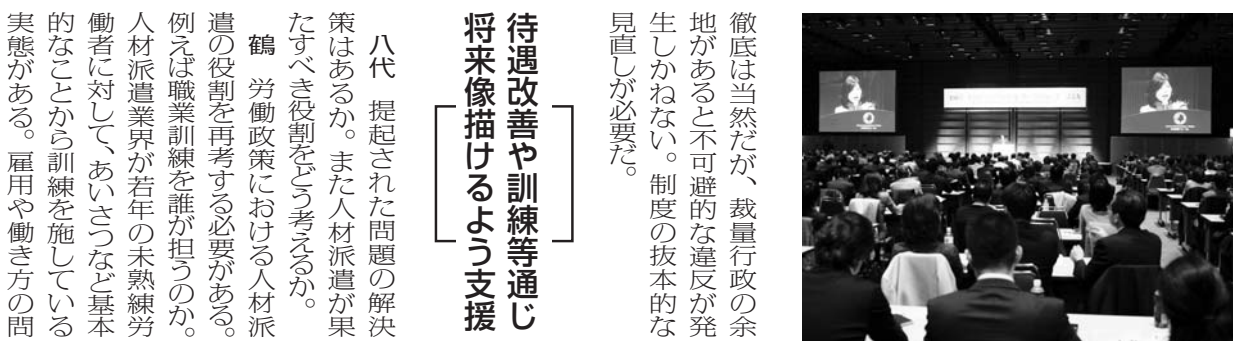 徹底は当然だが、裁量行政の余
地があると不可避的な違反が発
生しかねない。制度の抜本的な
見直しが必要だ。
待遇改善や訓練等通じ
将来像描けるよう支援
八代　提起された問題の解決
策はあるか。また人材派遣が果
たすべき役割をどう考えるか。
鶴　労働政策における人材派
遣の役割を再考する必要がある。
例えば職業訓練を誰が担うのか。
人材派遣業界が若年の未熟練労
働者に対して、あいさつなど基本
的なことから訓練を施している
実態がある。雇用や働き方の問